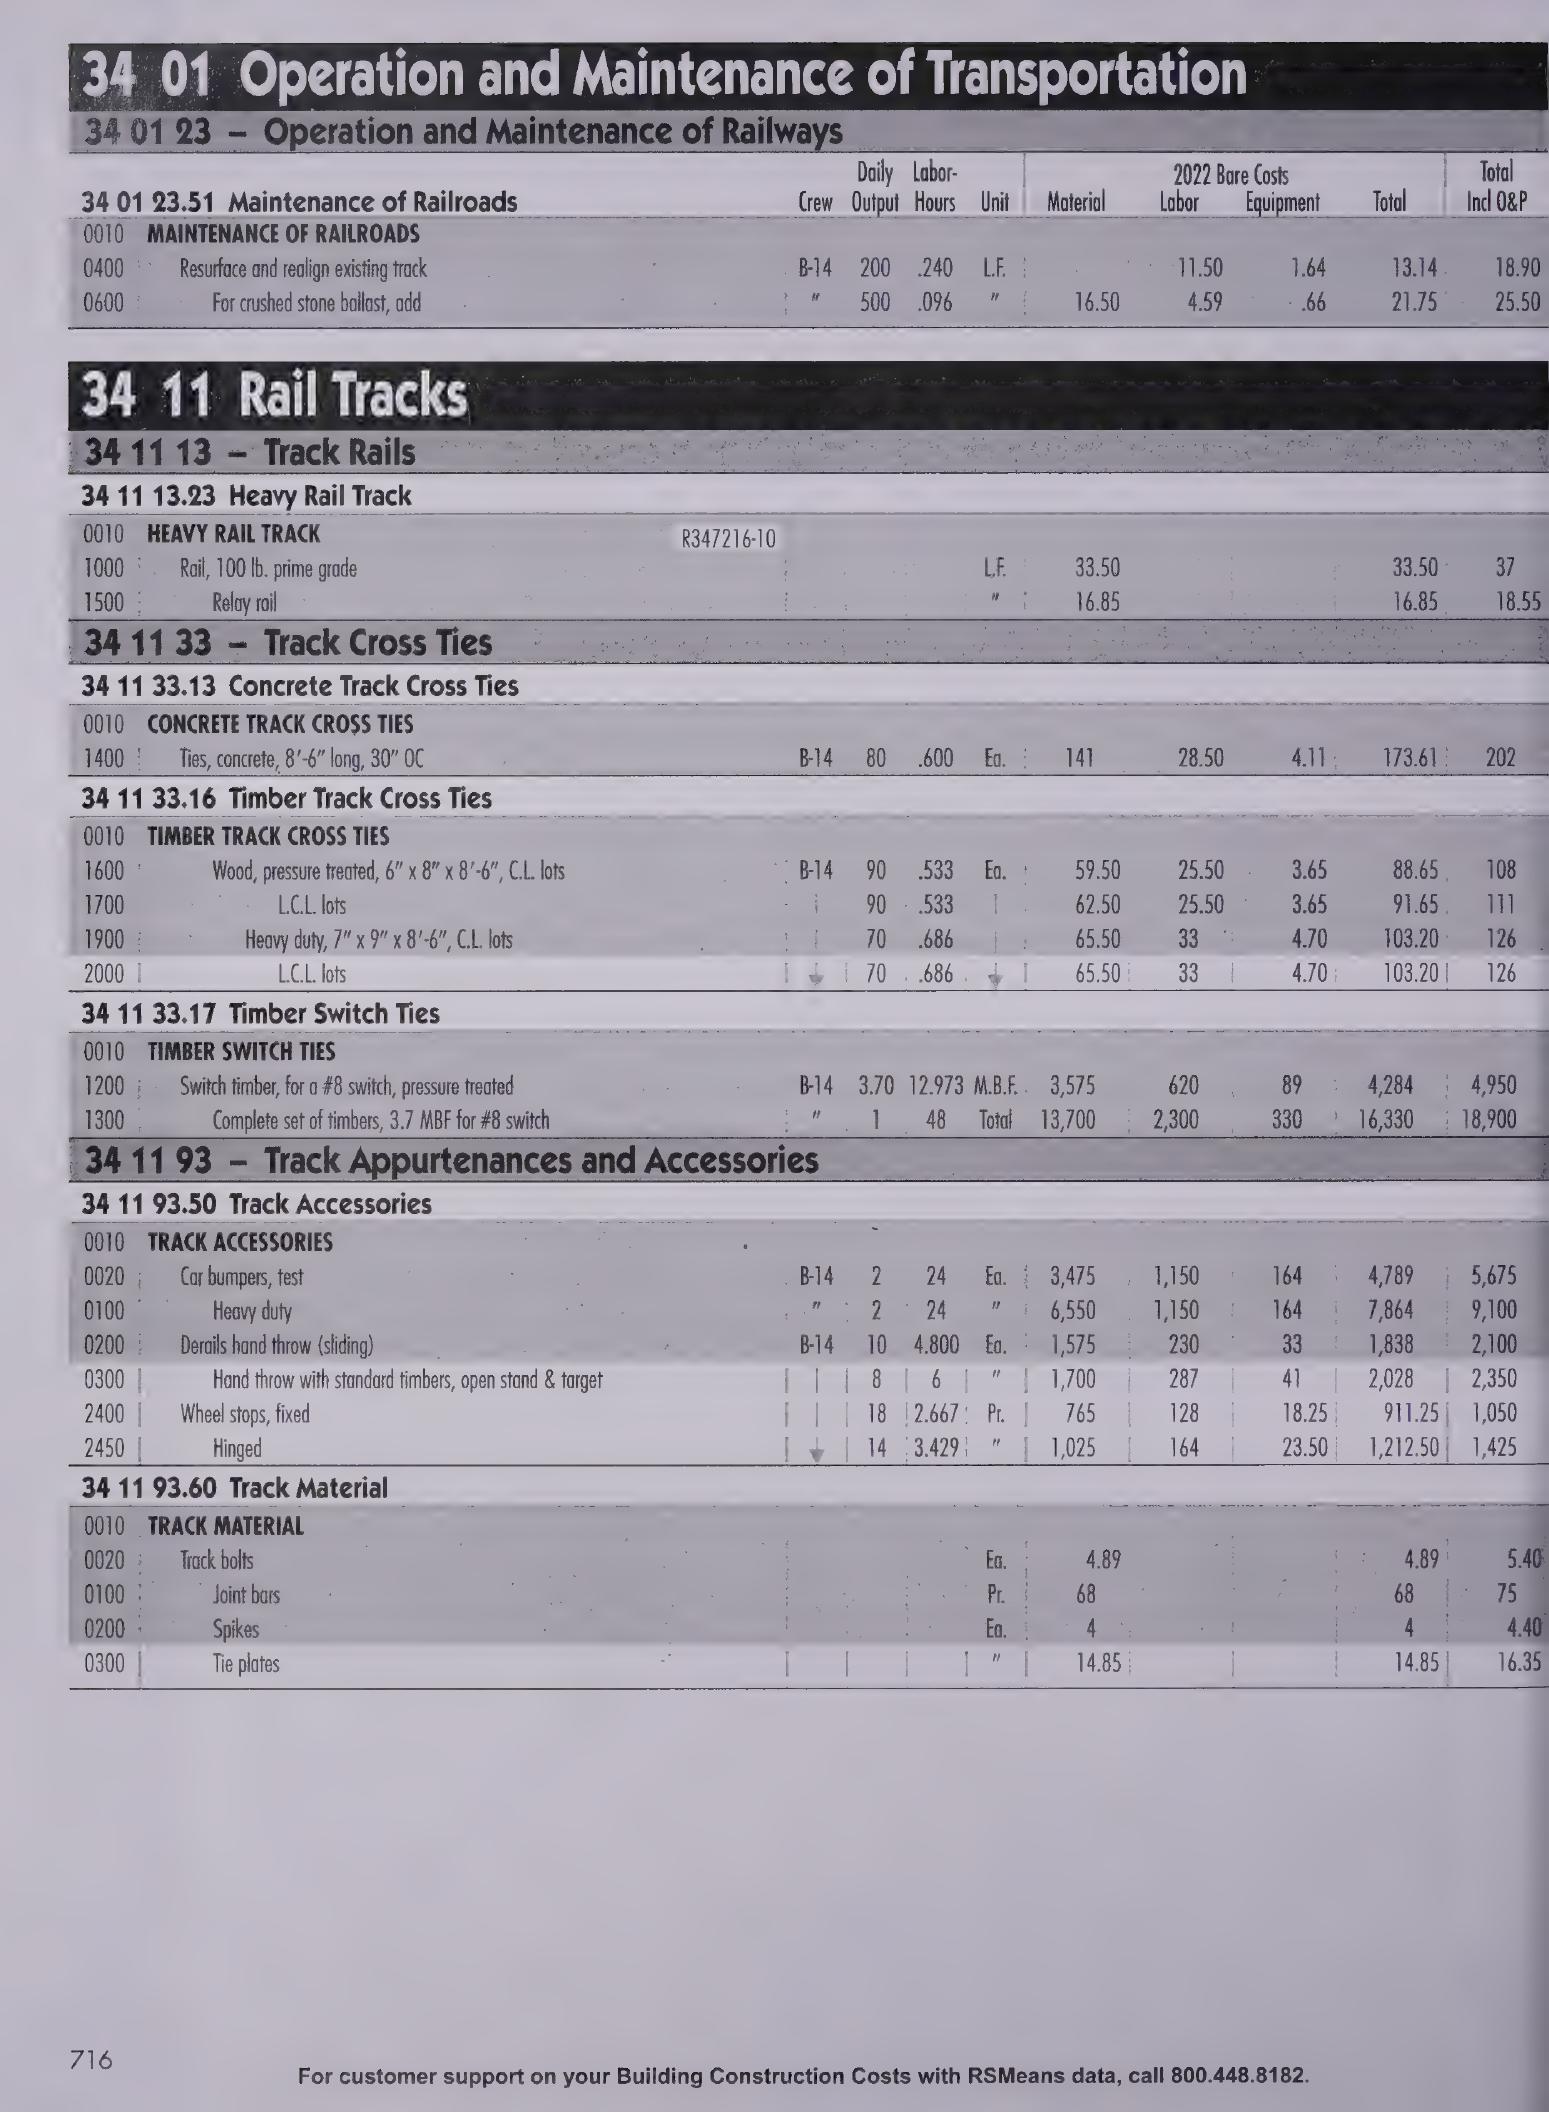 34 01 Operation and Maintenance of Transportation
34 01 23 – Operation and Maintenance of Railways
Daily Labor- 2022 Bare Costs Total
34 01 23.51 Maintenance of Railroads Crew Output Hours Unit Material Labor Equipment Total Incl O&P
0010 MAINTENANCE OF RAILROADS
0400 Resurface and realign existing track B-14 200 .240 L.F. 11.50 1.64 13.14 18.90
0600 For crushed stone ballast, add " 500 .096 " 16.50 4.59 .66 21.75 25.50
34 11 Rail Tracks
34 11 13 – Track Rails
34 11 13.23 Heavy Rail Track
0010 HEAVY RAIL TRACK R347216-10
1000 Rail, 100 lb. prime grade L.F. 33.50 33.50 37
1500 Relay rail " 16.85 16.85 18.55
34 11 33 – Track Cross Ties
34 11 33.13 Concrete Track Cross Ties
0010 CONCRETE TRACK CROSS TIES
1400 Ties, concrete, 8'-6" long, 30" OC B-14 80 .600 Ea. 141 28.50 4.11 173.61 202
34 11 33.16 Timber Track Cross Ties
0010 TIMBER TRACK CROSS TIES
1600 Wood, pressure treated, 6" x 8" x 8'-6", C.L. lots B-14 90 .533 Ea. 59.50 25.50 3.65 88.65 108
1700 L.C.L. lots 90 .533 62.50 25.50 3.65 91.65 111
1900 Heavy duty, 7" x 9" x 8'-6", C.L. lots 70 .686 65.50 33 4.70 103.20 126
2000 L.C.L. lots 70 .686 65.50 33 4.70 103.20 126
34 11 33.17 Timber Switch Ties
0010 TIMBER SWITCH TIES
1200 Switch timber, for a #8 switch, pressure treated B-14 3.70 12.973 M.B.F. 3,575 620 89 4,284 4,950
1300 Complete set of timbers, 3.7 MBF for #8 switch " 1 48 Total 13,700 2,300 330 16,330 18,900
34 11 93 – Track Appurtenances and Accessories
34 11 93.50 Track Accessories
0010 TRACK ACCESSORIES
0020 Car bumpers, test B-14 2 24 Ea. 3,475 1,150 164 4,789 5,675
0100 Heavy duty " 2 24 " 6,550 1,150 164 7,864 9,100
0200 Derails hand throw (sliding) B-14 10 4.800 Ea. 1,575 230 33 1,838 2,100
0300 Hand throw with standard timbers, open stand & target 8 6 " 1,700 287 41 2,028 2,350
2400 Wheel stops, fixed 18 2.667 Pr. 765 128 18.25 911.25 1,050
2450 Hinged 14 3.429 " 1,025 164 23.50 1,212.50 1,425
34 11 93.60 Track Material
0010 TRACK MATERIAL
0020 Track bolts Ea. 4.89 4.89 5.40
0100 Joint bars Pr. 68 68 75
0200 Spikes Ea. 4 4 4.40
0300 Tie plates " 14.85 14.85 16.35
716
For customer support on your Building Construction Costs with RSMeans data, call 800.448.8182.